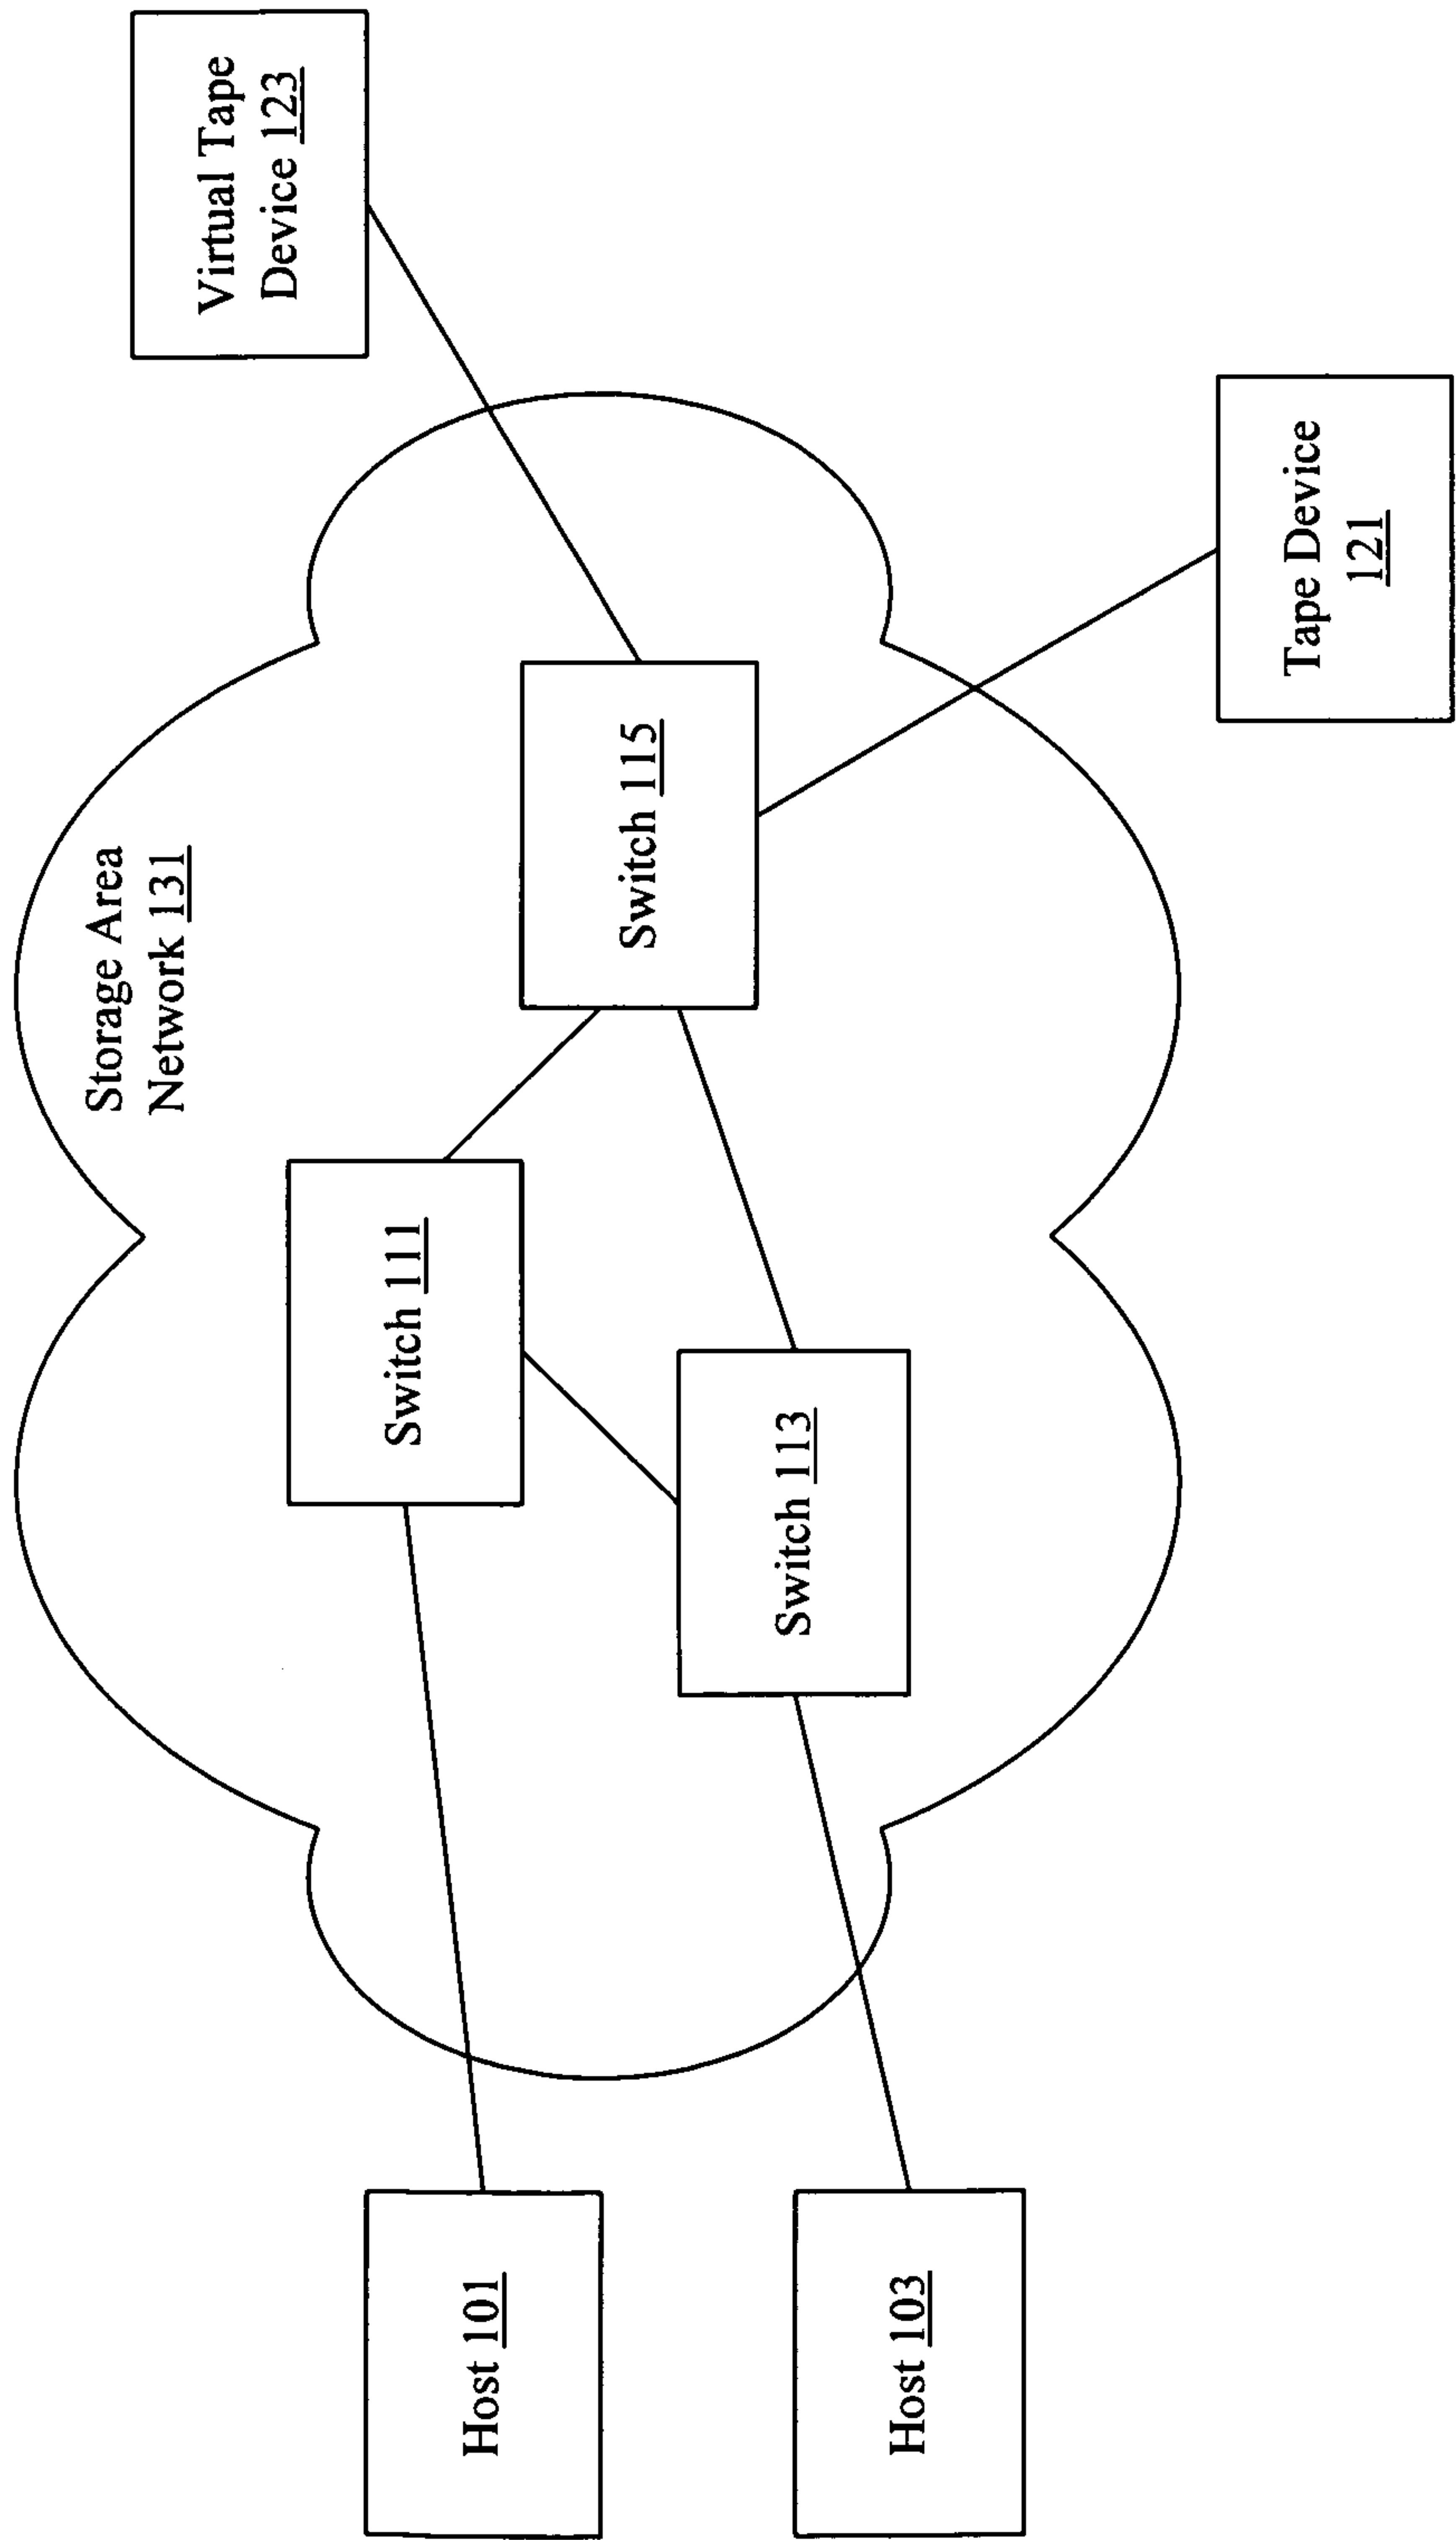 Storage Area
Network 131
Virtual Tape
Device 123
Host 101
Switch 111
Switch 115
Host 103
Switch 113
Tape Device
121